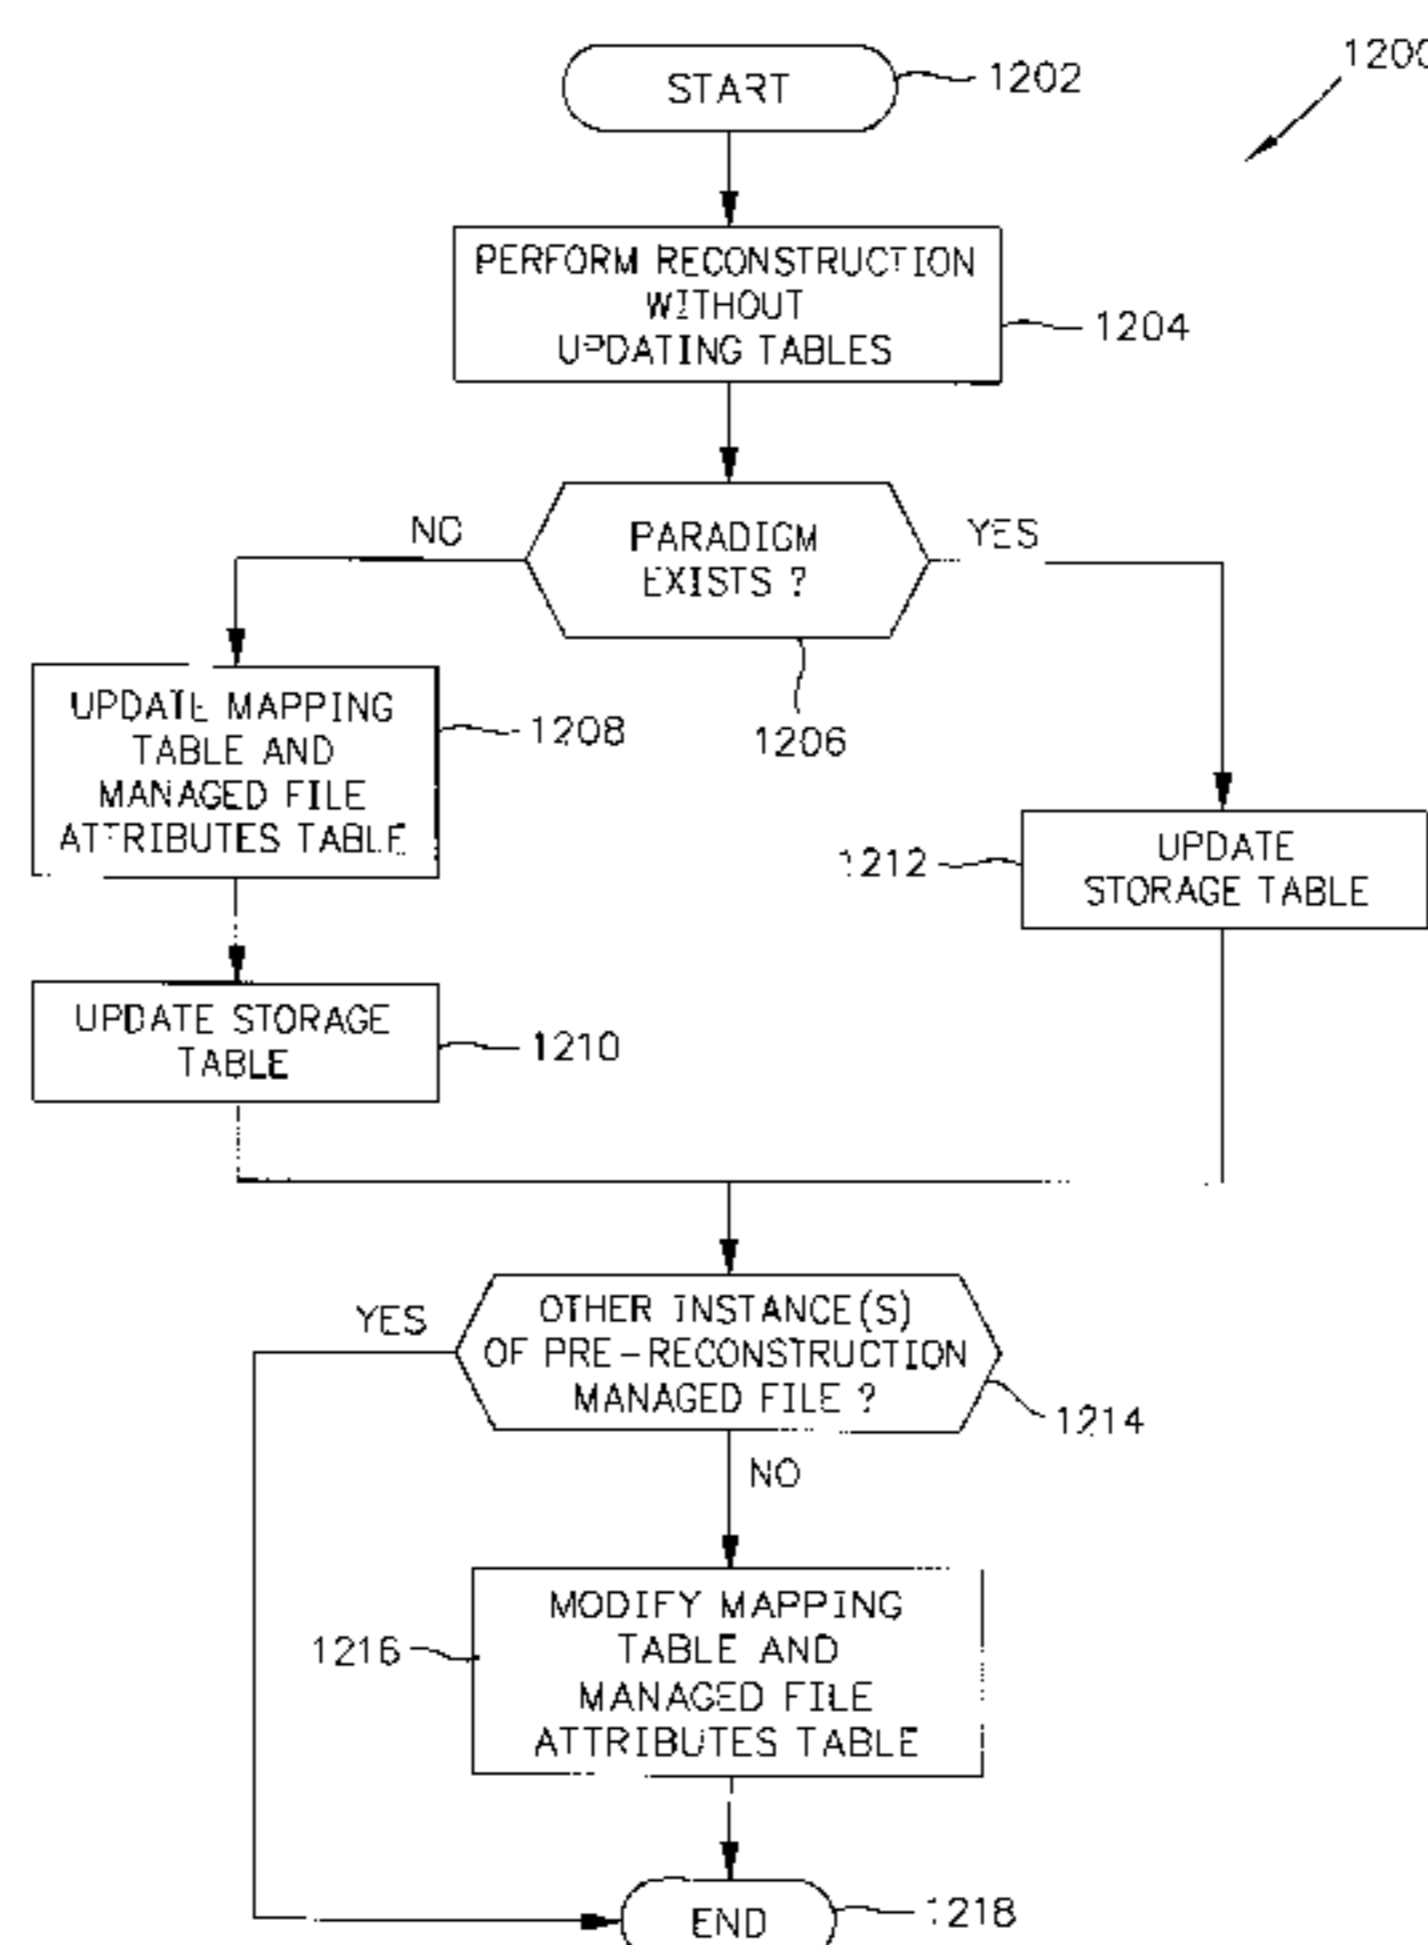 1200
START
1202
PERFORM RECONSTRUCTION
WITHOUT
UPDATING TABLES
1204
NO
PARADIGM
EXISTS ?
YES
1206
UPDATE MAPPING
TABLE AND
MANAGED FILE
ATTRIBUTES TABLE
1208
1212
UPDATE
STORAGE TABLE
UPDATE STORAGE
TABLE
1210
YES
OTHER INSTANCE(S)
OF PRE-RECONSTRUCTION
MANAGED FILE ?
1214
NO
1216
MODIFY MAPPING
TABLE AND
MANAGED FILE
ATTRIBUTES TABLE
END
1218